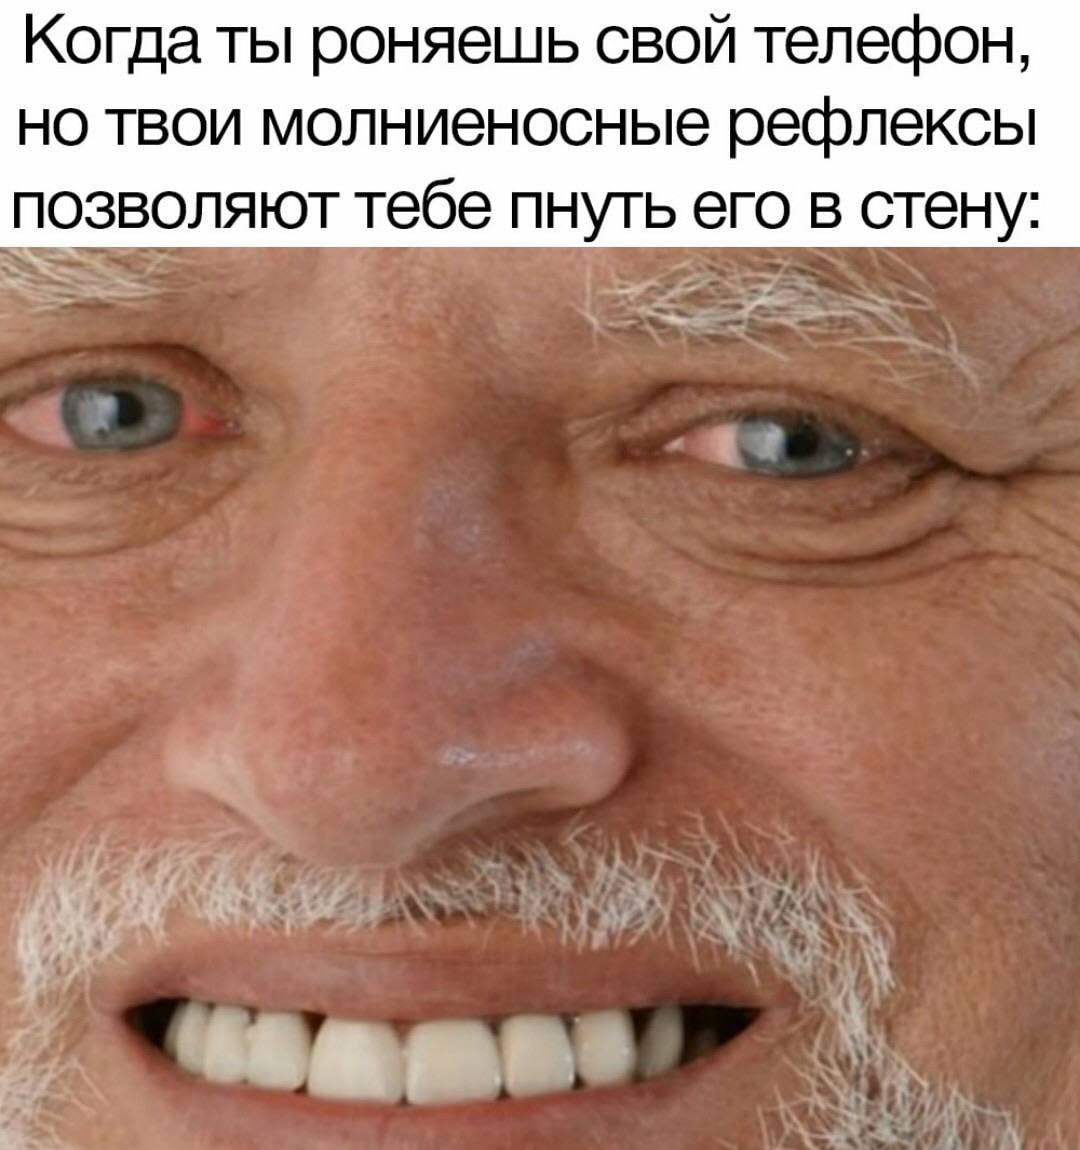 Когда ты роняешь свой телефон,
но твои молниеносные рефлексы
позволяют тебе пнуть его в стену: